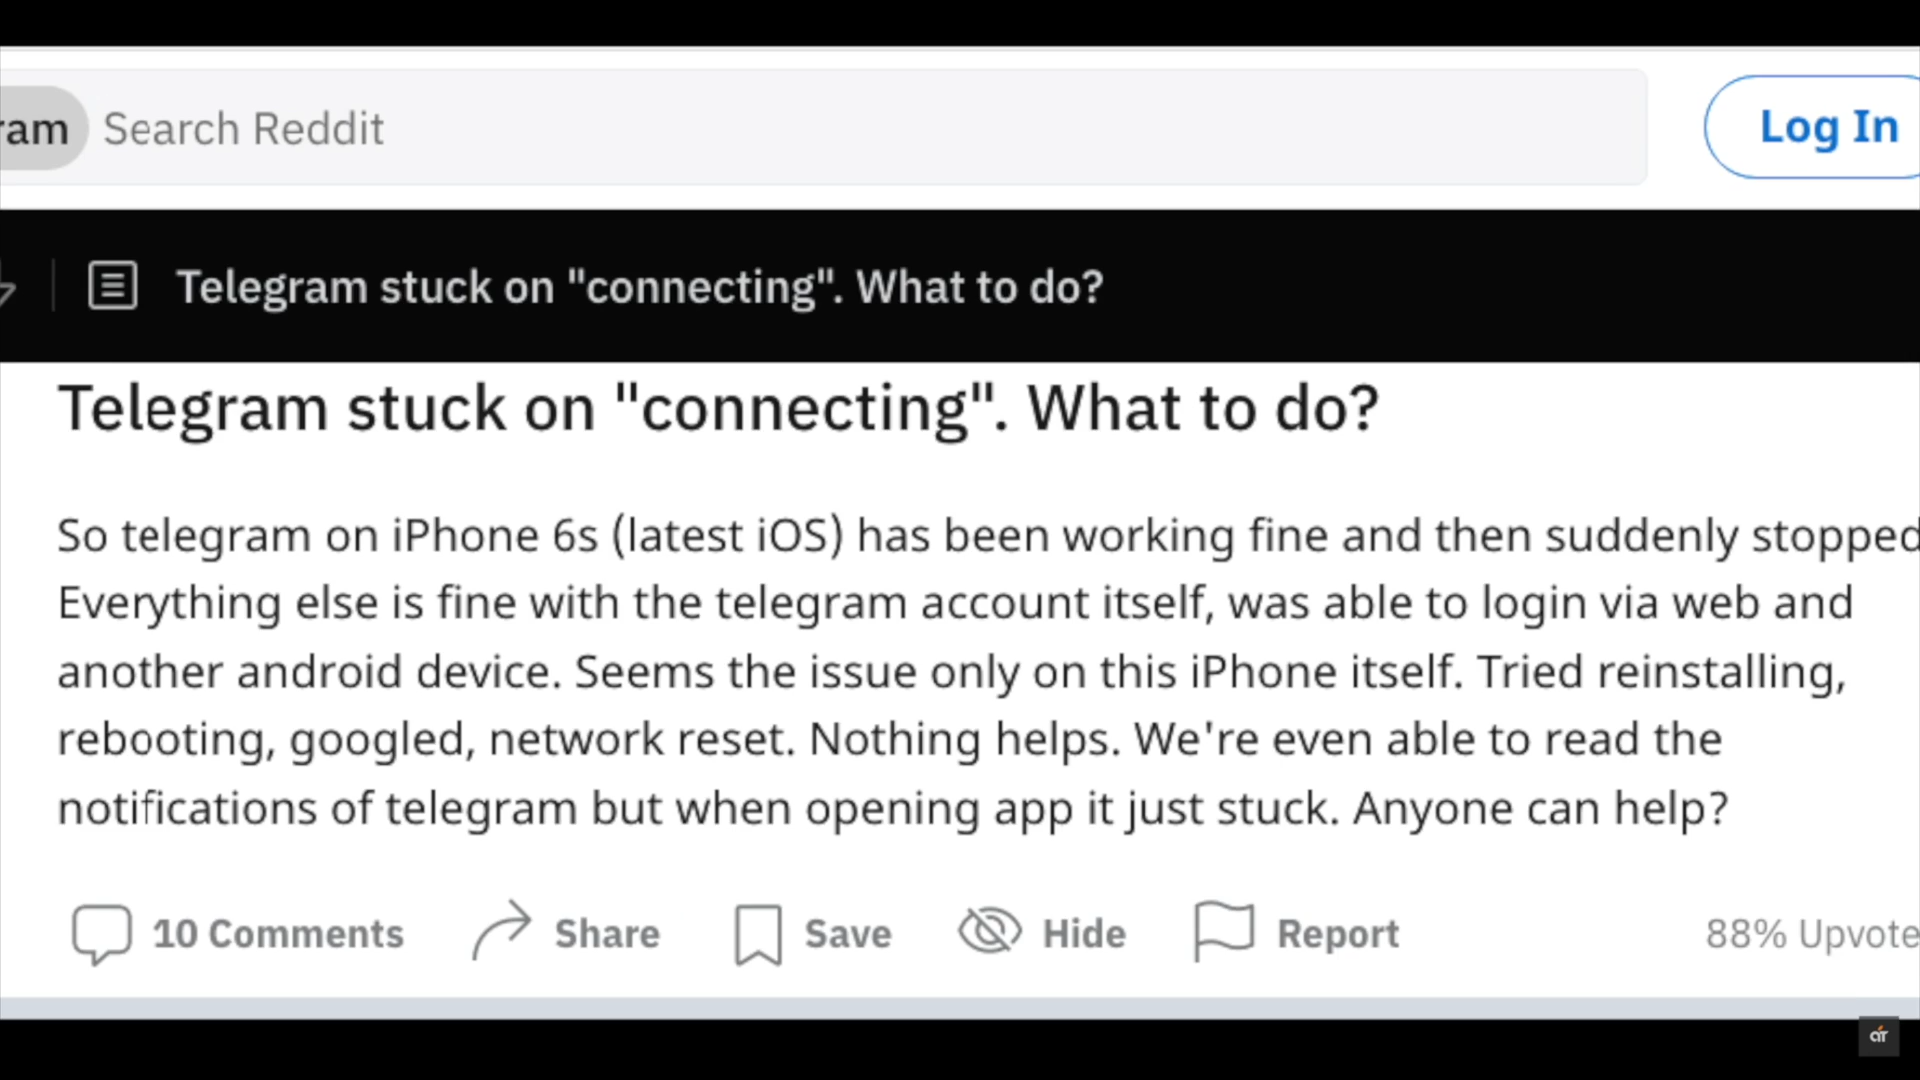 ram Search Reddit Log In
Telegram stuck on "connecting". What to do?
Telegram stuck on "connecting". What to do?
So telegram on iPhone 6s (latest iOS) has been working fine and then suddenly stopped
Everything else is fine with the telegram account itself, was able to login via web and
another android device. Seems the issue only on this iPhone itself. Tried reinstalling,
rebooting, googled, network reset. Nothing helps. We're even able to read the
notifications of telegram but when opening app it just stuck. Anyone can help?
10 Comments Share Save Hide Report 88% Upvote
ar